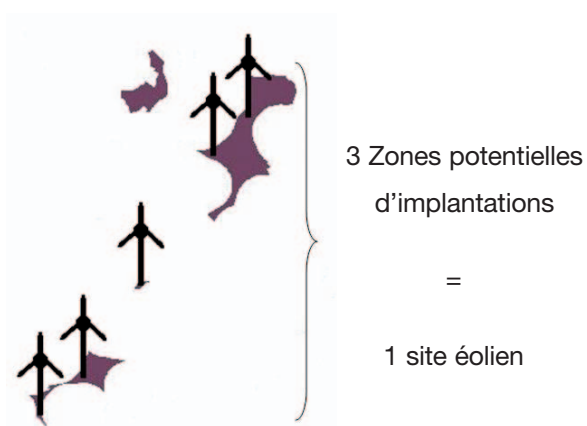 3 Zones potentielles
d’implantations
=
1 site éolien